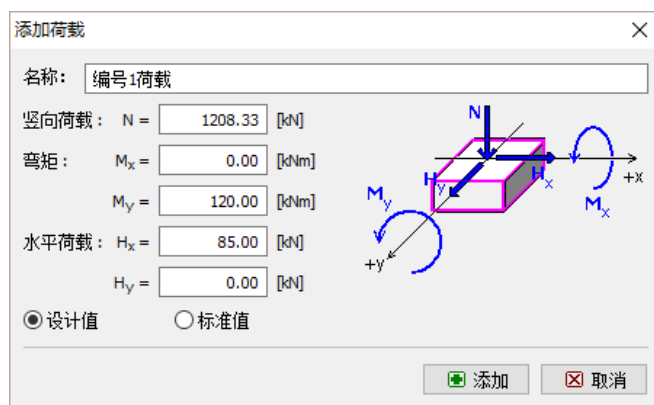 添加荷载
名称： 编号1荷载
竖向荷载： N = 1208.33 [kN]
弯矩： Mx = 0.00 [kNm]
My = 120.00 [kNm]
水平荷载： Hx = 85.00 [kN]
Hy = 0.00 [kN]
N
Hy
Hx
+x
My
Mx
+y
设计值 标准值
添加 取消